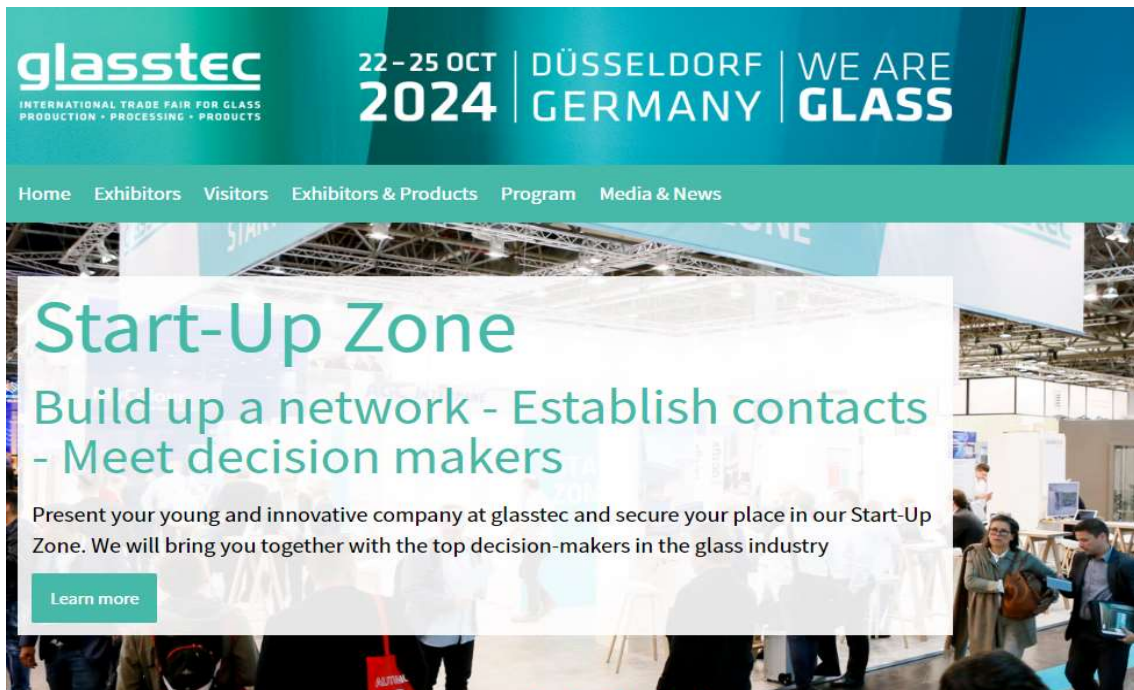 glasstec
INTERNATIONAL TRADE FAIR FOR GLASS
PRODUCTION • PROCESSING • PRODUCTS
22–25 OCT
2024
DÜSSELDORF
GERMANY
WE ARE
GLASS
Home Exhibitors Visitors Exhibitors & Products Program Media & News
Start-Up Zone
Build up a network - Establish contacts
- Meet decision makers
Present your young and innovative company at glasstec and secure your place in our Start-Up
Zone. We will bring you together with the top decision-makers in the glass industry
Learn more